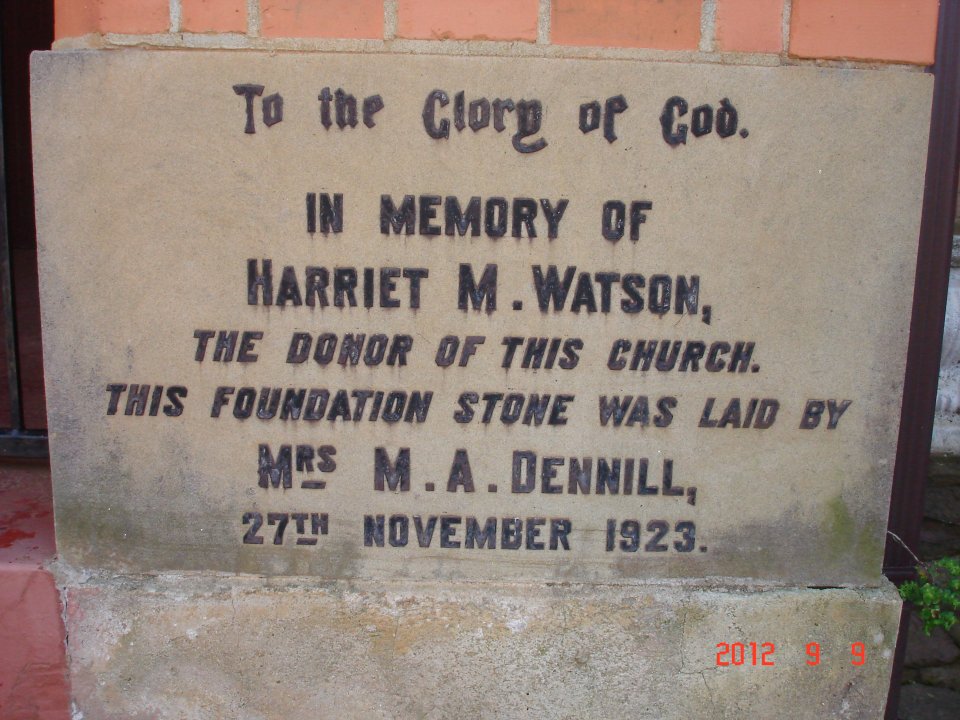 To the Glory of God.
IN MEMORY OF
HARRIET M. WATSON,
THE DONOR OF THIS CHURCH.
THIS FOUNDATION STONE WAS LAID BY
MRS M. A. DENNILL,
27TH NOVEMBER 1923.
2012 9 9